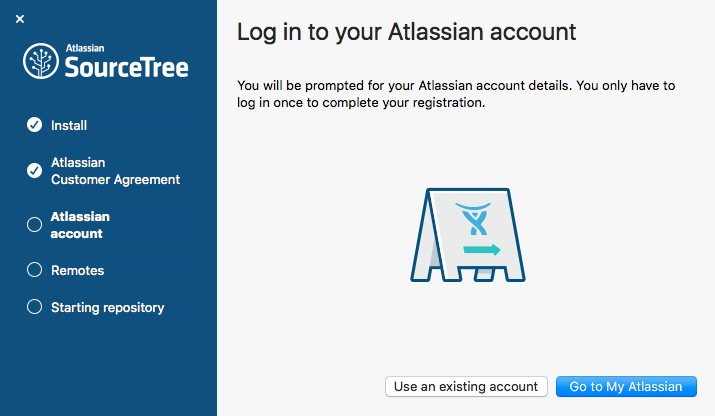 Atlassian
SourceTree
Install
Atlassian
Customer Agreement
Atlassian
account
Remotes
Starting repository
Log in to your Atlassian account
You will be prompted for your Atlassian account details. You only have to
log in once to complete your registration.
Use an existing account
Go to My Atlassian